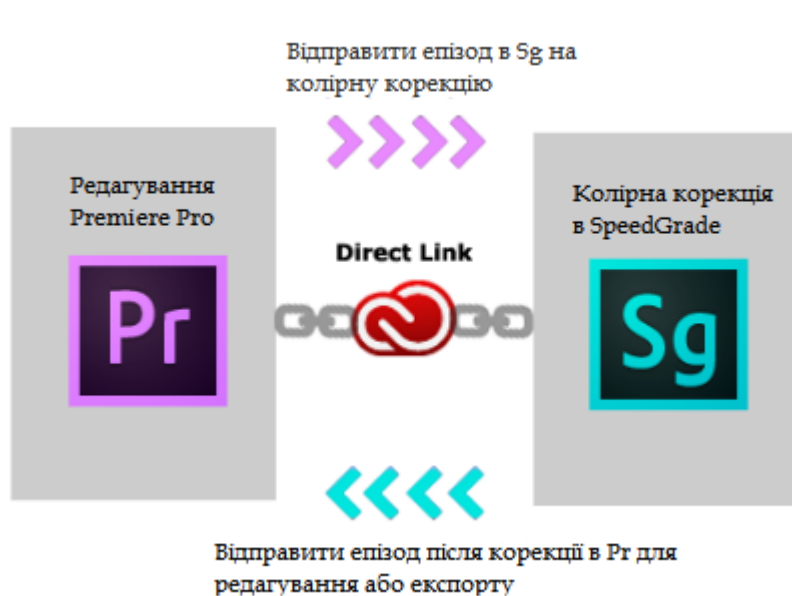 Відправити епізод в Sg на
колірну корекцію
Редагування
Premiere Pro
Колірна корекція
в SpeedGrade
Direct Link
Pr
Sg
Відправити епізод після корекції в Pr для
редагування або експорту